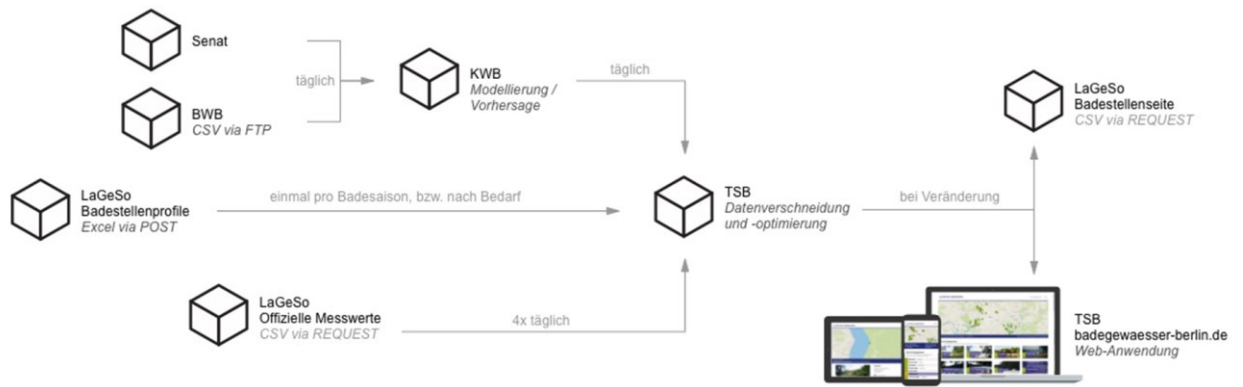 Senat
täglich
BWB
CSV via FTP
KWB
Modellierung /
Vorhersage
täglich
LaGeSo
Badestellenseite
CSV via REQUEST
LaGeSo
Badestellenprofile
Excel via POST
einmal pro Badesaison, bzw. nach Bedarf
TSB
Datenverschneidung
und -optimierung
bei Veränderung
LaGeSo
Offizielle Messwerte
CSV via REQUEST
4x täglich
TSB
badegewaesser-berlin.de
Web-Anwendung